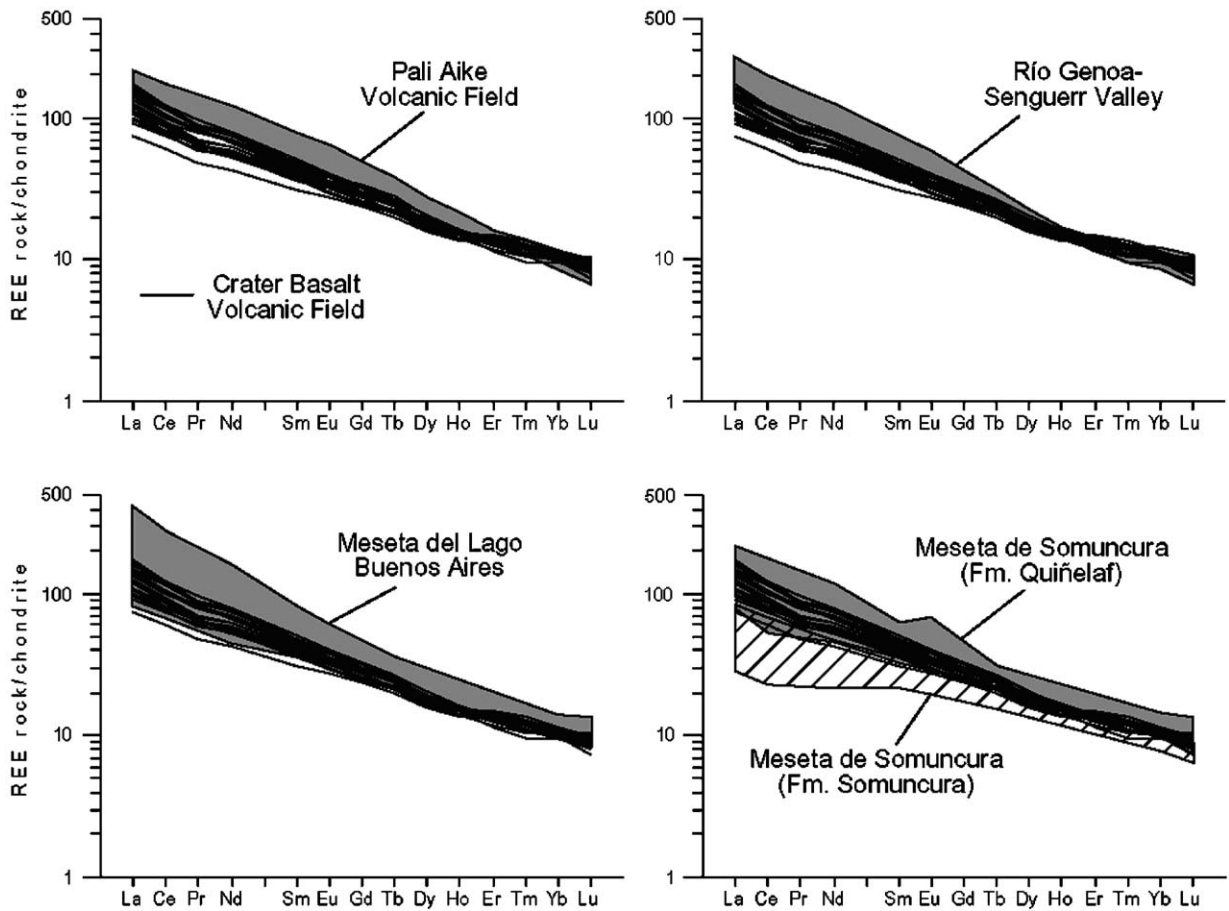 500
100
10
1
REE rock/chondrite
Pali Aike
Volcanic Field
Crater Basalt
Volcanic Field
La Ce Pr Nd Sm Eu Gd Tb Dy Ho Er Tm Yb Lu
500
100
10
1
Río Genoa-
Senguerr Valley
La Ce Pr Nd Sm Eu Gd Tb Dy Ho Er Tm Yb Lu
500
100
10
1
REE rock/chondrite
Meseta del Lago
Buenos Aires
La Ce Pr Nd Sm Eu Gd Tb Dy Ho Er Tm Yb Lu
500
100
10
1
Meseta de Somuncura
(Fm. Quiñelaf)
Meseta de Somuncura
(Fm. Somuncura)
La Ce Pr Nd Sm Eu Gd Tb Dy Ho Er Tm Yb Lu